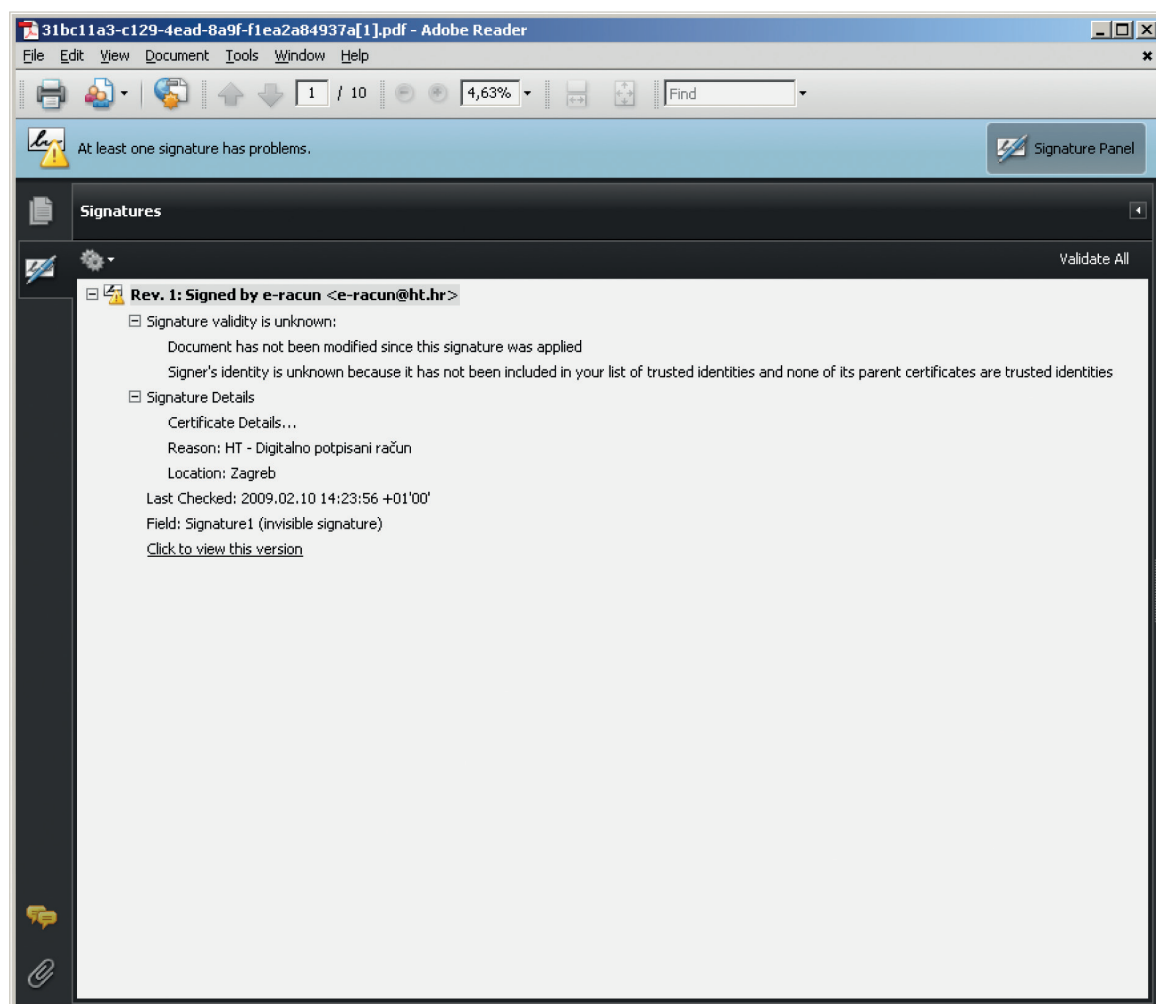 31bc11a3-c129-4ead-8a9f-f1ea2a84937a[1].pdf - Adobe Reader
File Edit View Document Tools Window Help
1 / 10 4,63% Find
At least one signature has problems. Signature Panel
Signatures
Validate All
Rev. 1: Signed by e-racun <e-racun@ht.hr>
Signature validity is unknown:
Document has not been modified since this signature was applied
Signer's identity is unknown because it has not been included in your list of trusted identities and none of its parent certificates are trusted identities
Signature Details
Certificate Details...
Reason: HT - Digitalno potpisani račun
Location: Zagreb
Last Checked: 2009.02.10 14:23:56 +01'00'
Field: Signature1 (invisible signature)
Click to view this version